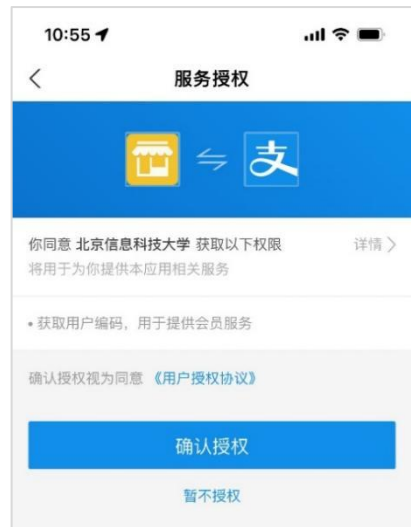 10:55
服务授权
支
你同意 北京信息科技大学 获取以下权限 详情
将用于为你提供本应用相关服务
• 获取用户编码，用于提供会员服务
确认授权视为同意 《用户授权协议》
确认授权
暂不授权